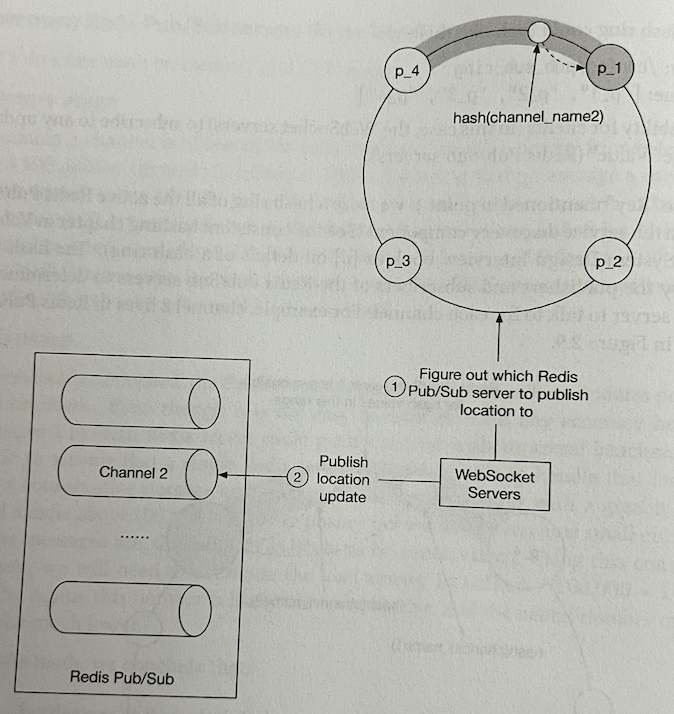 p_4
p_1
hash(channel_name2)
p_3
p_2
1
Figure out which Redis
Pub/Sub server to publish
location to
Channel 2
2
Publish
location
update
WebSocket
Servers
......
Redis Pub/Sub